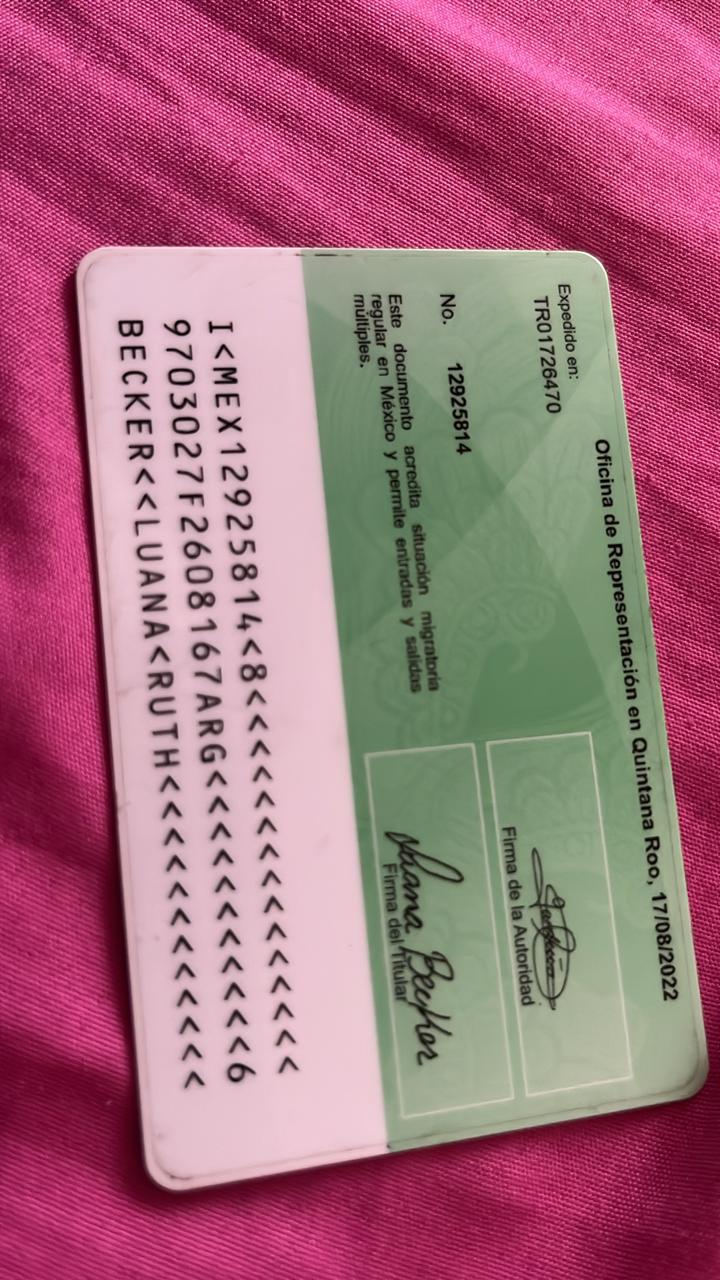 Oficina de Representación en Quintana Roo, 17/08/2022
Expedido en:
TR01726470
Firma de la Autoridad
No. 12925814
Este documento acredita situación migratoria
regular en México y permite entradas y salidas
múltiples.
Luana Becker
Firma del Titular
I<MEX12925814<8<<<<<<<<<<<<<<<
9703027F2608167ARG<<<<<<<<<<<6
BECKER<<LUANA<RUTH<<<<<<<<<<<<